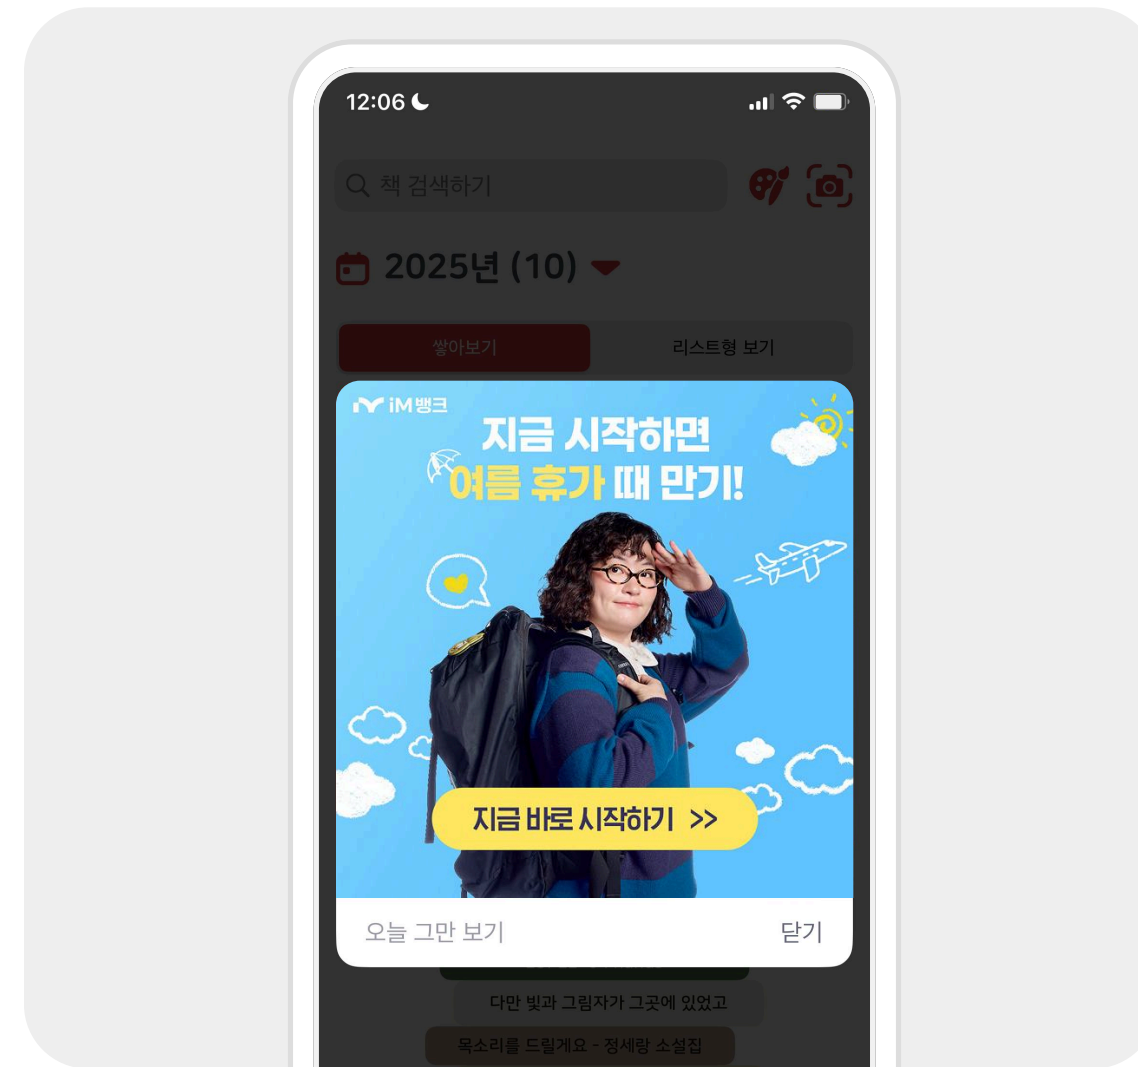 12:06
책 검색하기
2025년 (10)
쌓아보기
리스트형 보기
iM뱅크
지금 시작하면
여름 휴가 때 만기!
지금 바로 시작하기 >>
오늘 그만 보기
닫기
다만 빛과 그림자가 그곳에 있었고
목소리를 드릴게요 - 정세랑 소설집